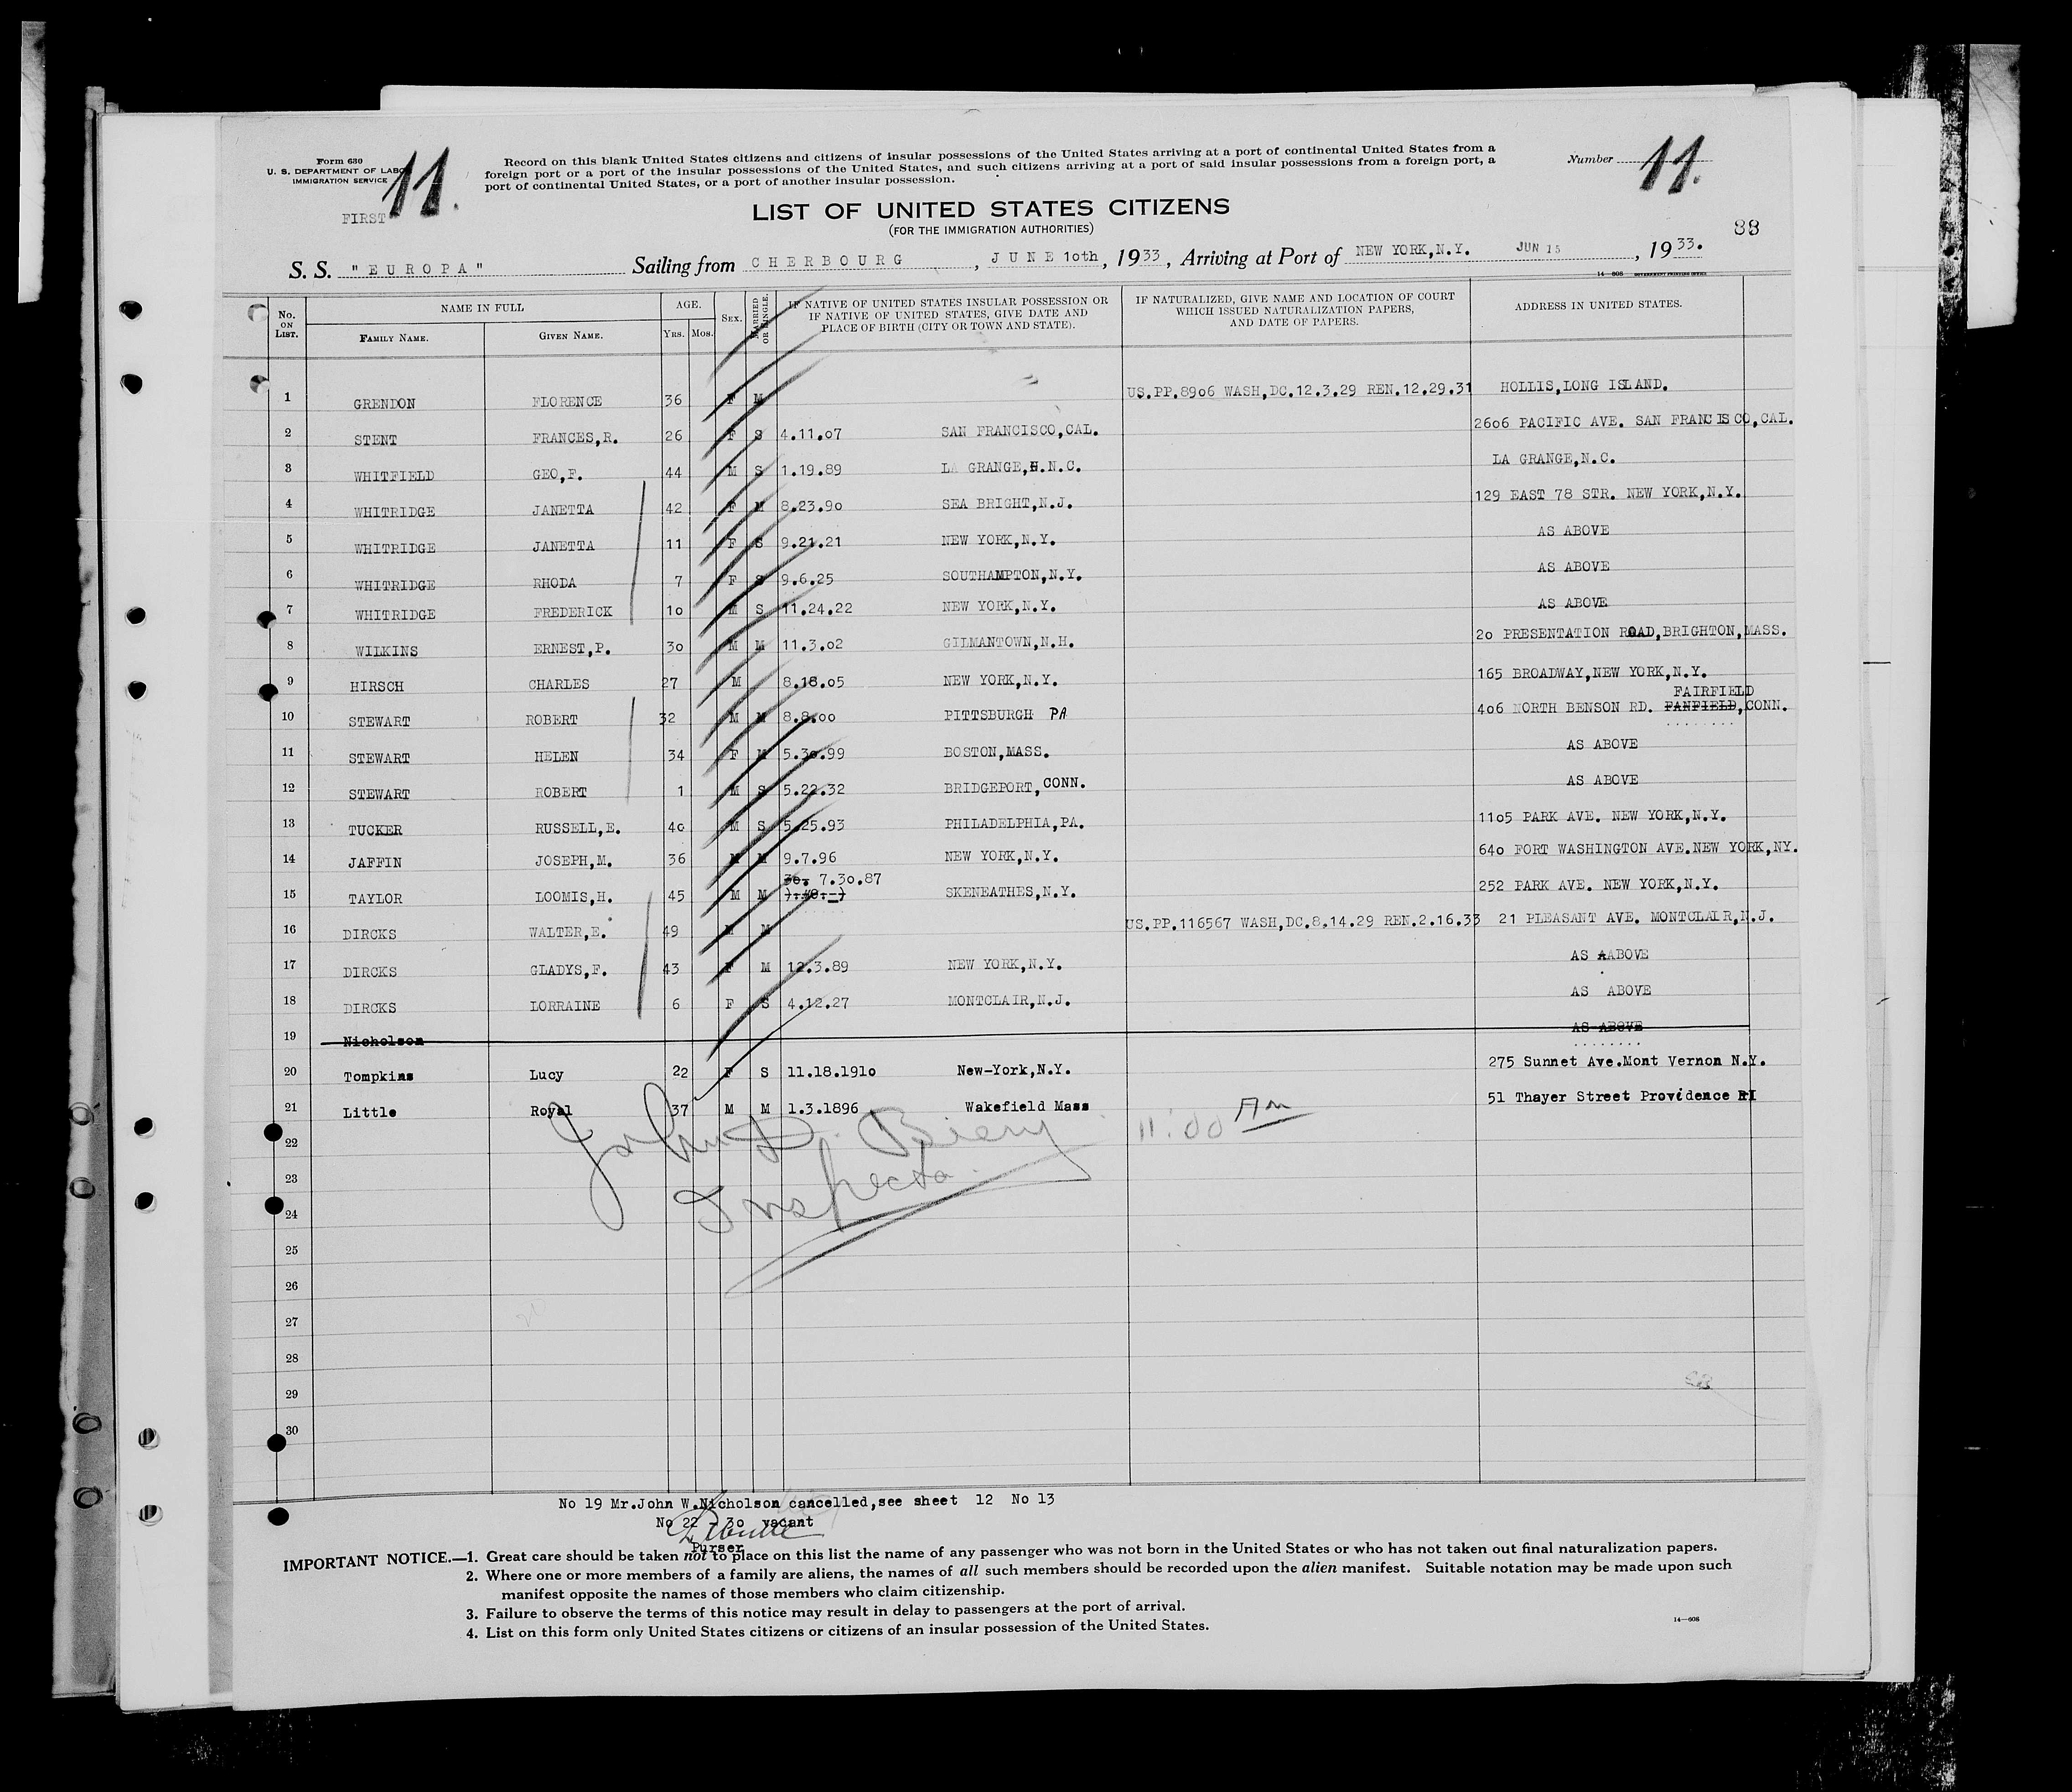 Form 630
U. S. DEPARTMENT OF LABOR
IMMIGRATION SERVICE
11.
FIRST
Record on this blank United States citizens and citizens of insular possessions of the United States arriving at a port of continental United States from a
foreign port or a port of the insular possessions of the United States, and such citizens arriving at a port of said insular possessions from a foreign port, a
port of continental United States, or a port of another insular possession.
Number 11.
LIST OF UNITED STATES CITIZENS
(FOR THE IMMIGRATION AUTHORITIES)
88
S. S. "EUROPA" Sailing from CHERBOURG, JUNE 10th, 1933, Arriving at Port of NEW YORK,N.Y. JUN 15, 1933.
14—608 GOVERNMENT PRINTING OFFICE
No. ON LIST. NAME IN FULL FAMILY NAME. GIVEN NAME. AGE. Yrs. Mos. SEX. MARRIED OR SINGLE. IF NATIVE OF UNITED STATES INSULAR POSSESSION OR IF NATIVE OF UNITED STATES, GIVE DATE AND PLACE OF BIRTH (CITY OR TOWN AND STATE). IF NATURALIZED, GIVE NAME AND LOCATION OF COURT WHICH ISSUED NATURALIZATION PAPERS, AND DATE OF PAPERS. ADDRESS IN UNITED STATES.
1 GRENDON FLORENCE 36 F M US.PP.8906 WASH,DC.12.3.29 REN.12.29.31 HOLLIS,LONG ISLAND.
2 STENT FRANCES,R. 26 F S 4.11.07 SAN FRANCISCO,CAL. 2606 PACIFIC AVE. SAN FRANCISCO,CAL.
3 WHITFIELD GEO,F. 44 M S 1.19.89 LA GRANGE,N.C. LA GRANGE,N.C.
4 WHITRIDGE JANETTA 42 F M 8.23.90 SEA BRIGHT,N.J. 129 EAST 78 STR. NEW YORK,N.Y.
5 WHITRIDGE JANETTA 11 F S 9.21.21 NEW YORK,N.Y. AS ABOVE
6 WHITRIDGE RHODA 7 F S 9.6.25 SOUTHAMPTON,N.Y. AS ABOVE
7 WHITRIDGE FREDERICK 10 M S 11.24.22 NEW YORK,N.Y. AS ABOVE
8 WILKINS ERNEST,P. 30 M M 11.3.02 GILMANTOWN,N.H. 20 PRESENTATION ROAD,BRIGHTON,MASS.
9 HIRSCH CHARLES 27 M 8.18.05 NEW YORK,N.Y. 165 BROADWAY,NEW YORK,N.Y.
FAIRFIELD
10 STEWART ROBERT 32 M M 8.8.00 PITTSBURGH PA 406 NORTH BENSON RD. FANFIELD,CONN.
11 STEWART HELEN 34 F M 5.30.99 BOSTON,MASS. AS ABOVE
12 STEWART ROBERT 1 M S 5.22.32 BRIDGEPORT,CONN. AS ABOVE
13 TUCKER RUSSELL,E. 40 M S 5.25.93 PHILADELPHIA,PA. 1105 PARK AVE. NEW YORK,N.Y.
14 JAFFIN JOSEPH,M. 36 M M 9.7.96 NEW YORK,N.Y. 640 FORT WASHINGTON AVE.NEW YORK,NY.
30. 7.30.87
15 TAYLOR LOOMIS,H. 45 M M SKENEATHES,N.Y. 252 PARK AVE. NEW YORK,N.Y.
16 DIRCKS WALTER,E. 49 M M US.PP.116567 WASH,DC.8.14.29 REN.2.16.33 21 PLEASANT AVE. MONTCLAIR,N.J.
17 DIRCKS GLADYS,F. 43 F M 12.3.89 NEW YORK,N.Y. AS AABOVE
18 DIRCKS LORRAINE 6 F S 4.12.27 MONTCLAIR,N.J. AS ABOVE
19 Nicholson AS ABOVE
20 Tompkins Lucy 22 F S 11.18.1910 New-York,N.Y. 275 Sunnet Ave.Mont Vernon N.Y.
21 Little Royal 37 M M 1.3.1896 Wakefield Mass 51 Thayer Street Providence RI
22
John D. Biery 11:00 AM
23
Inspector
24
25
26
27
28
29
30
No 19 Mr.John W.Nicholson cancelled,see sheet 12 No 13
No 22 - 30 vacant
Purser
IMPORTANT NOTICE.—1. Great care should be taken not to place on this list the name of any passenger who was not born in the United States or who has not taken out final naturalization papers.
2. Where one or more members of a family are aliens, the names of all such members should be recorded upon the alien manifest. Suitable notation may be made upon such
manifest opposite the names of those members who claim citizenship.
3. Failure to observe the terms of this notice may result in delay to passengers at the port of arrival.
4. List on this form only United States citizens or citizens of an insular possession of the United States.
14—608